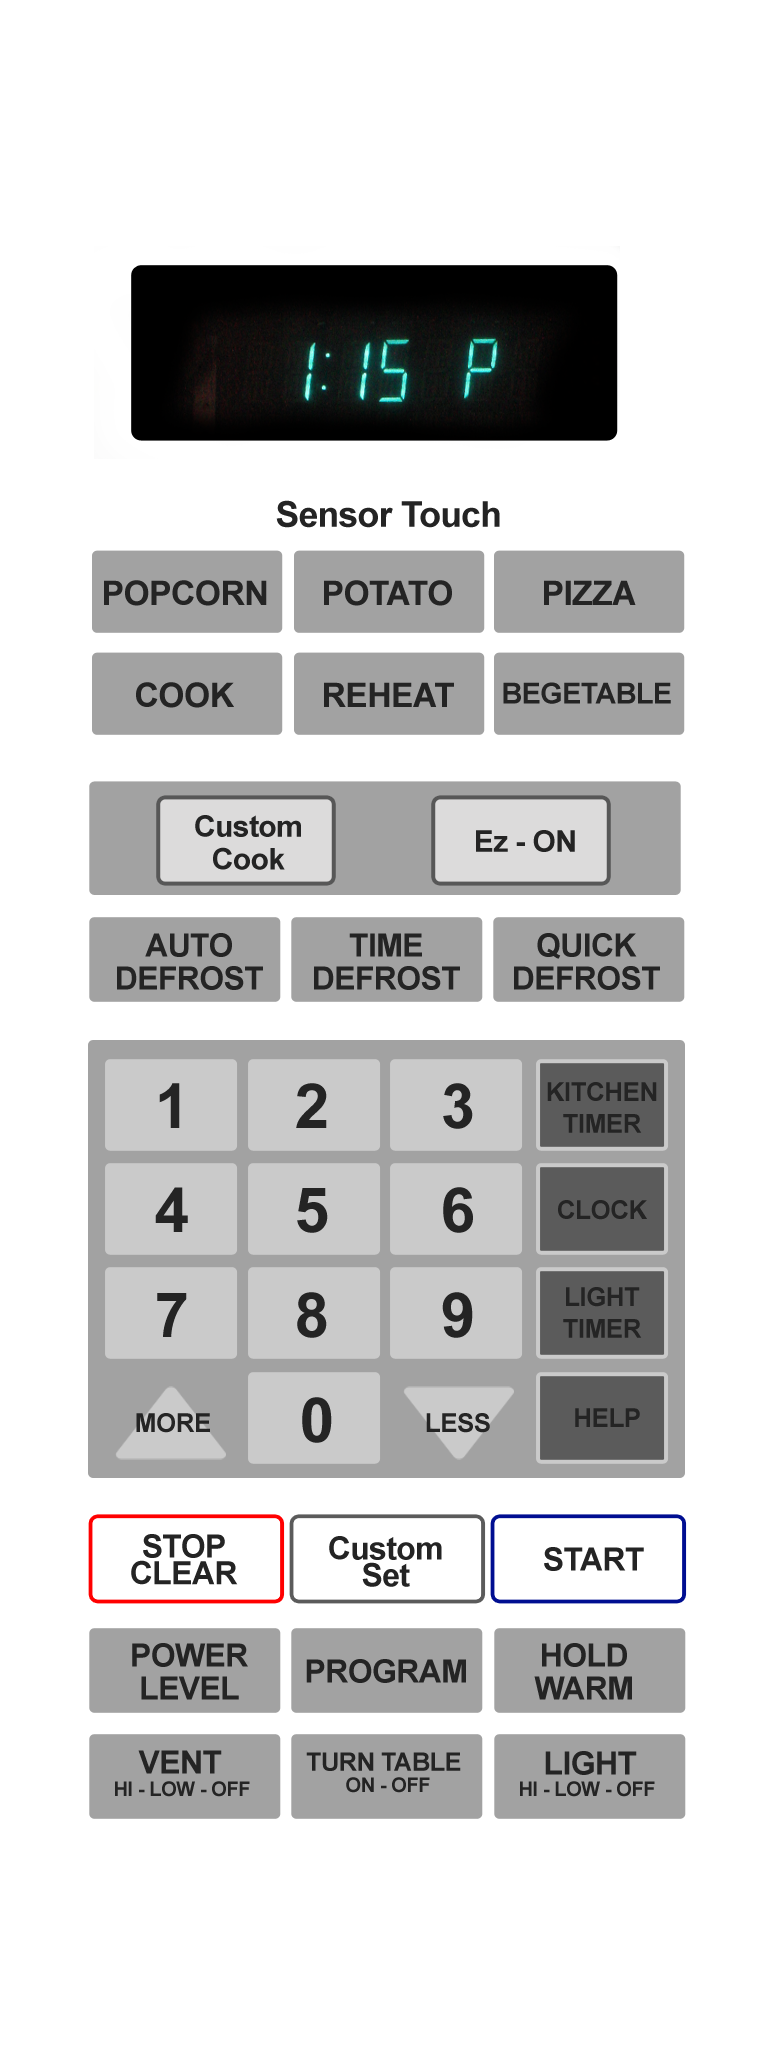 1:15 P
Sensor Touch
POPCORN POTATO PIZZA
COOK REHEAT BEGETABLE
Custom
Cook
Ez - ON
AUTO
DEFROST
TIME
DEFROST
QUICK
DEFROST
1 2 3
KITCHEN
TIMER
4 5 6 CLOCK
7 8 9
LIGHT
TIMER
MORE 0 LESS HELP
STOP
CLEAR
Custom
Set
START
POWER
LEVEL
PROGRAM
HOLD
WARM
VENT
HI - LOW - OFF
TURN TABLE
ON - OFF
LIGHT
HI - LOW - OFF